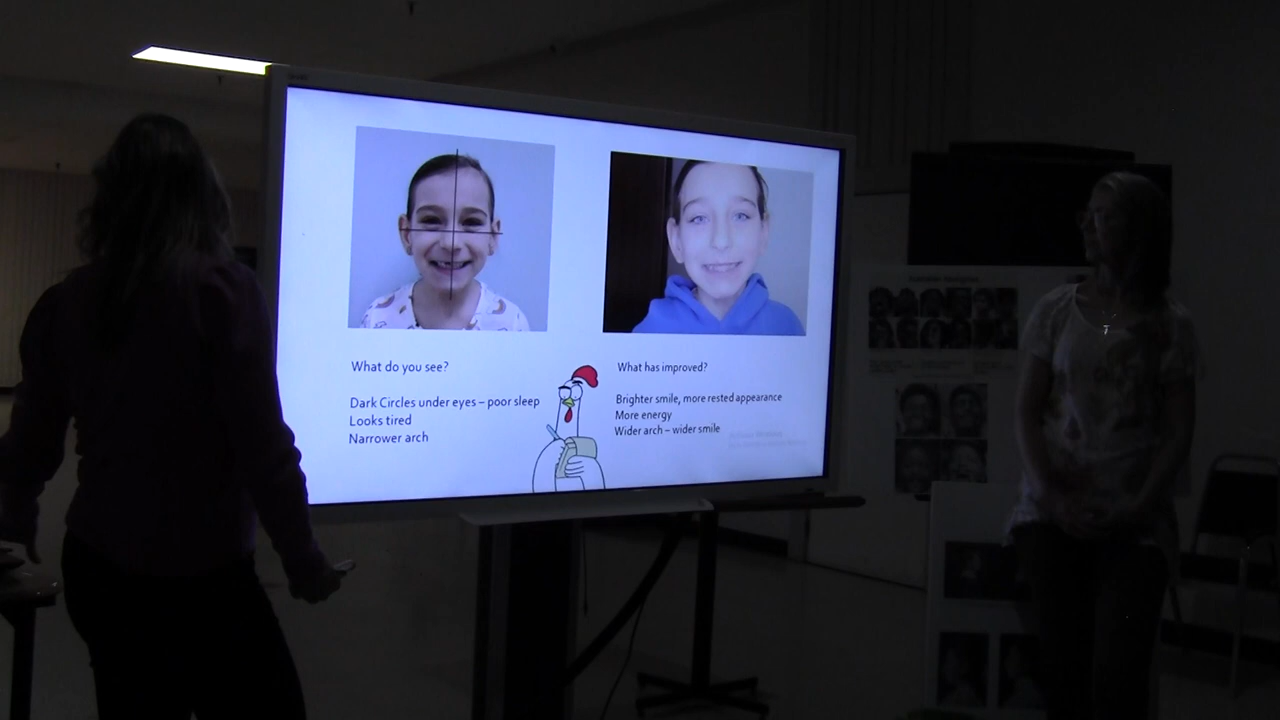 What do you see?
Dark Circles under eyes – poor sleep
Looks tired
Narrower arch
What has improved?
Brighter smile, more rested appearance
More energy
Wider arch – wider smile